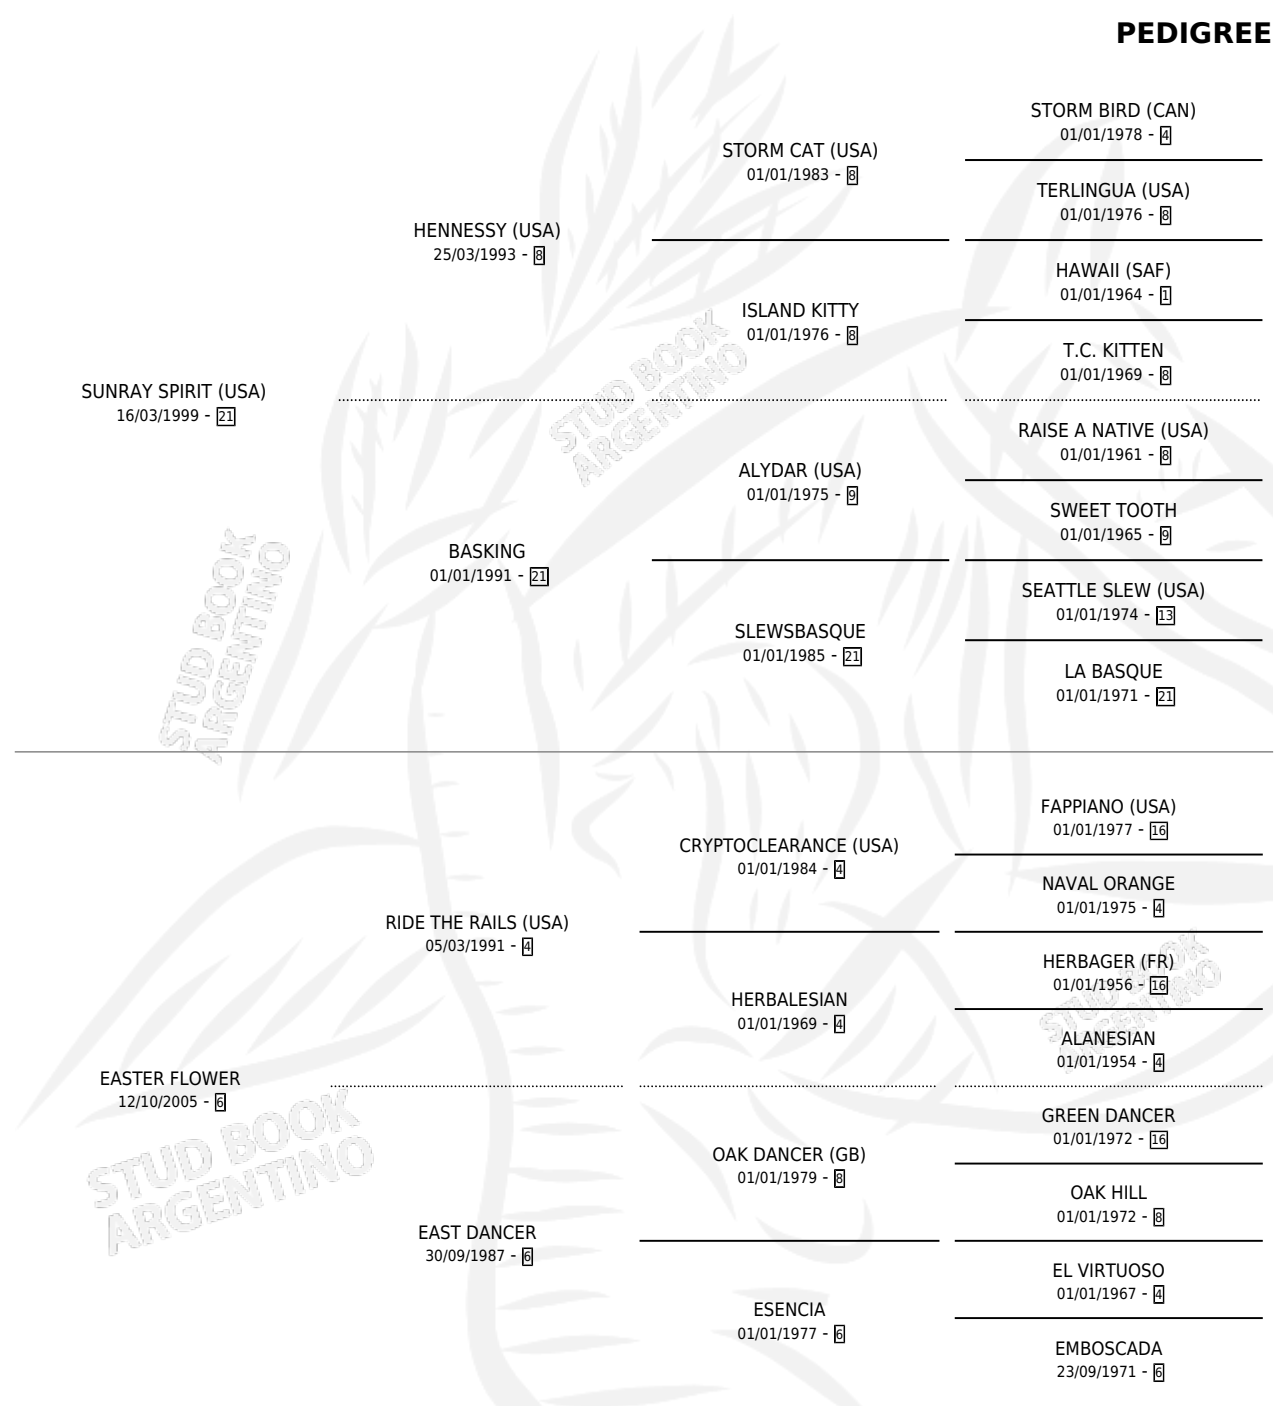 PEDIGREE
STORM BIRD (CAN)
01/01/1978 - 4
STORM CAT (USA)
01/01/1983 - 8
TERLINGUA (USA)
01/01/1976 - 8
HENNESSY (USA)
25/03/1993 - 8
HAWAII (SAF)
01/01/1964 - 1
ISLAND KITTY
01/01/1976 - 8
T.C. KITTEN
01/01/1969 - 8
SUNRAY SPIRIT (USA)
16/03/1999 - 21
RAISE A NATIVE (USA)
01/01/1961 - 8
ALYDAR (USA)
01/01/1975 - 9
SWEET TOOTH
01/01/1965 - 9
BASKING
01/01/1991 - 21
SEATTLE SLEW (USA)
01/01/1974 - 13
SLEWSBASQUE
01/01/1985 - 21
LA BASQUE
01/01/1971 - 21
FAPPIANO (USA)
01/01/1977 - 16
CRYPTOCLEARANCE (USA)
01/01/1984 - 4
NAVAL ORANGE
01/01/1975 - 4
RIDE THE RAILS (USA)
05/03/1991 - 4
HERBAGER (FR)
01/01/1956 - 16
HERBALESIAN
01/01/1969 - 4
ALANESIAN
01/01/1954 - 4
EASTER FLOWER
12/10/2005 - 6
GREEN DANCER
01/01/1972 - 16
OAK DANCER (GB)
01/01/1979 - 8
OAK HILL
01/01/1972 - 8
EAST DANCER
30/09/1987 - 6
EL VIRTUOSO
01/01/1967 - 4
ESENCIA
01/01/1977 - 6
EMBOSCADA
23/09/1971 - 6
STUD BOOK
ARGENTINO
STUD BOOK
ARGENTINO
STUD BOOK
ARGENTINO
STUD BOOK
ARGENTINO